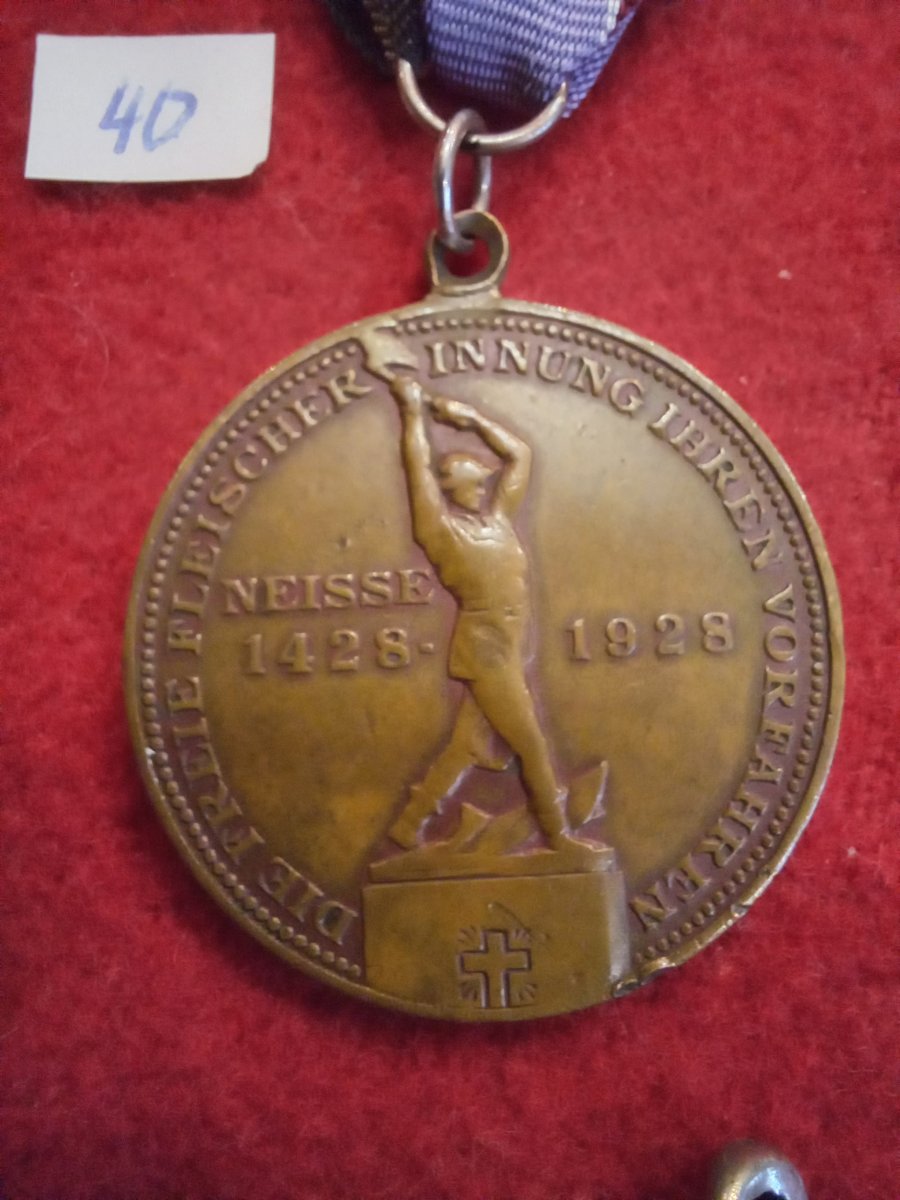 40
DIE FREIE FLEISCHER INNUNG IHREN VORFAHREN
NEISSE
1428-1928